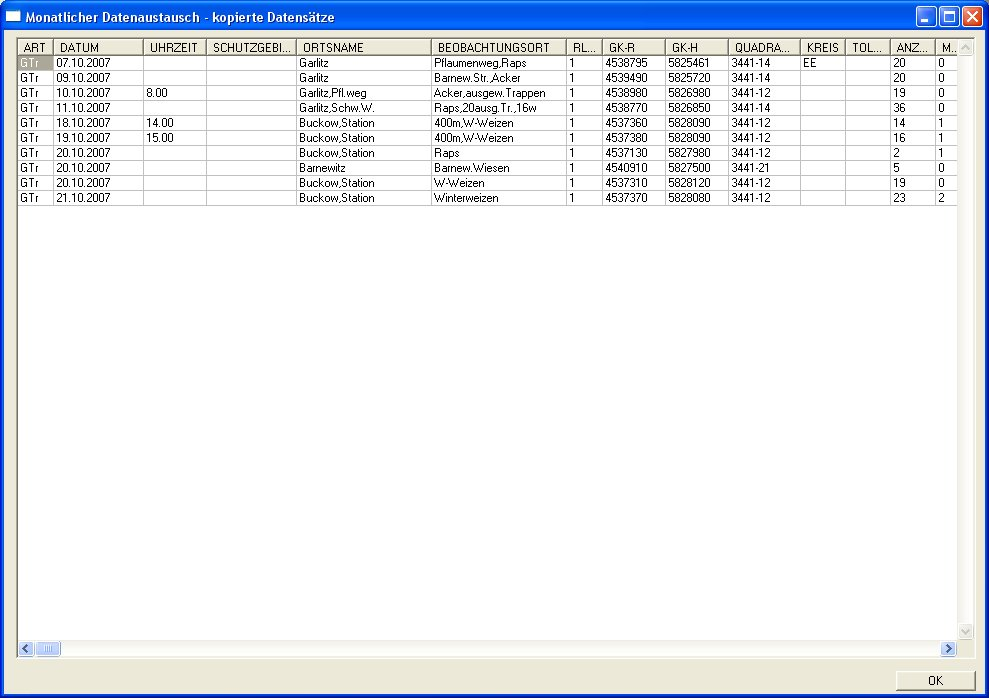 Monatlicher Datenaustausch - kopierte Datensätze
ART DATUM UHRZEIT SCHUTZGEBI... ORTSNAME BEOBACHTUNGSORT RL... GK-R GK-H QUADRA... KREIS TOL... ANZ... M...
GTr 07.10.2007 Garlitz Pflaumenweg,Raps 1 4538795 5825461 3441-14 EE 20 0
GTr 09.10.2007 Garlitz Barnew.Str.,Acker 1 4539490 5825720 3441-14 20 0
GTr 10.10.2007 8.00 Garlitz,Pfl.weg Acker,ausgew.Trappen 1 4538980 5826980 3441-12 19 0
GTr 11.10.2007 Garlitz,Schw.W. Raps,20ausg.Tr.,16w 1 4538770 5826850 3441-14 36 0
GTr 18.10.2007 14.00 Buckow,Station 400m,W-Weizen 1 4537360 5828090 3441-12 14 1
GTr 19.10.2007 15.00 Buckow,Station 400m,W-Weizen 1 4537380 5828090 3441-12 16 1
GTr 20.10.2007 Buckow,Station Raps 1 4537130 5827980 3441-12 2 1
GTr 20.10.2007 Barnewitz Barnew.Wiesen 1 4540910 5827500 3441-21 5 0
GTr 20.10.2007 Buckow,Station W-Weizen 1 4537310 5828120 3441-12 19 0
GTr 21.10.2007 Buckow,Station Winterweizen 1 4537370 5828080 3441-12 23 2
OK